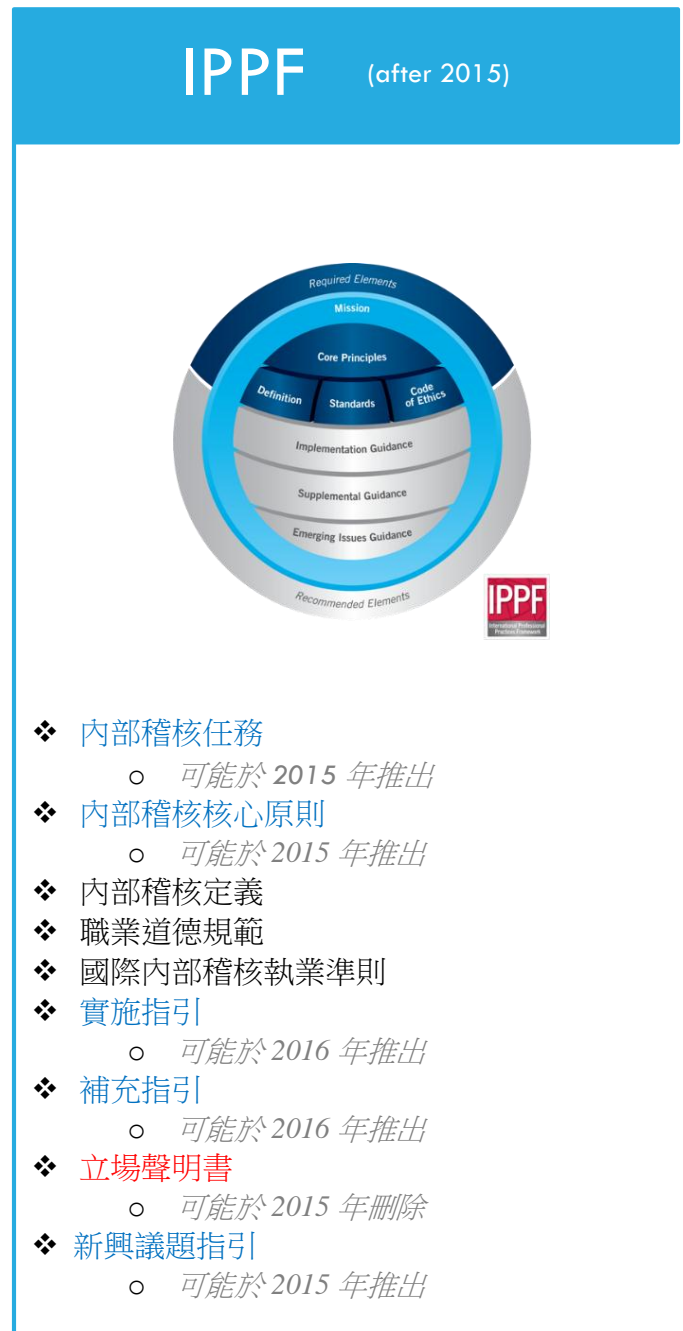 IPPF (after 2015)
Required Elements
Mission
Core Principles
Definition
Standards
Code
of Ethics
Implementation Guidance
Supplemental Guidance
Emerging Issues Guidance
Recommended Elements
IPPF
International Professional
Practices Framework
❖ 內部稽核任務
o 可能於 2015 年推出
❖ 內部稽核核心原則
o 可能於 2015 年推出
❖ 內部稽核定義
❖ 職業道德規範
❖ 國際內部稽核執業準則
❖ 實施指引
o 可能於 2016 年推出
❖ 補充指引
o 可能於 2016 年推出
❖ 立場聲明書
o 可能於 2015 年刪除
❖ 新興議題指引
o 可能於 2015 年推出